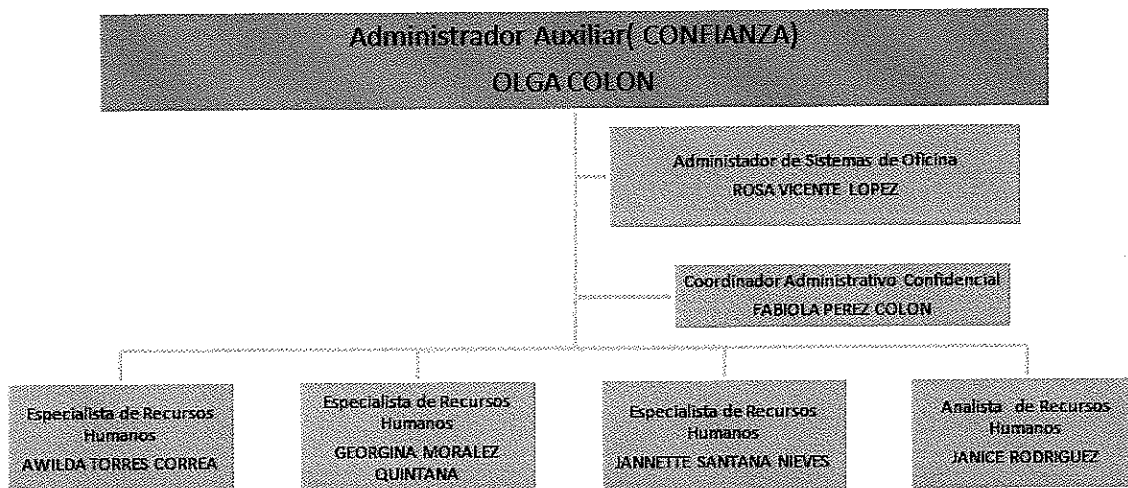 Administrador Auxiliar( CONFIANZA)
OLGA COLON
Administador de Sistemas de Oficina
ROSA VICENTE LOPEZ
Coordinador Administrativo Confidencial
FABIOLA PEREZ COLON
Especialista de Recursos
Humanos
AWILDA TORRES CORREA
Especialista de Recursos
Humanos
GEORGINA MORALEZ
QUINTANA
Especialista de Recursos
Humanos
JANNETTE SANTANA NIEVES
Analista de Recursos
Humanos
JANICE RODRIGUEZ